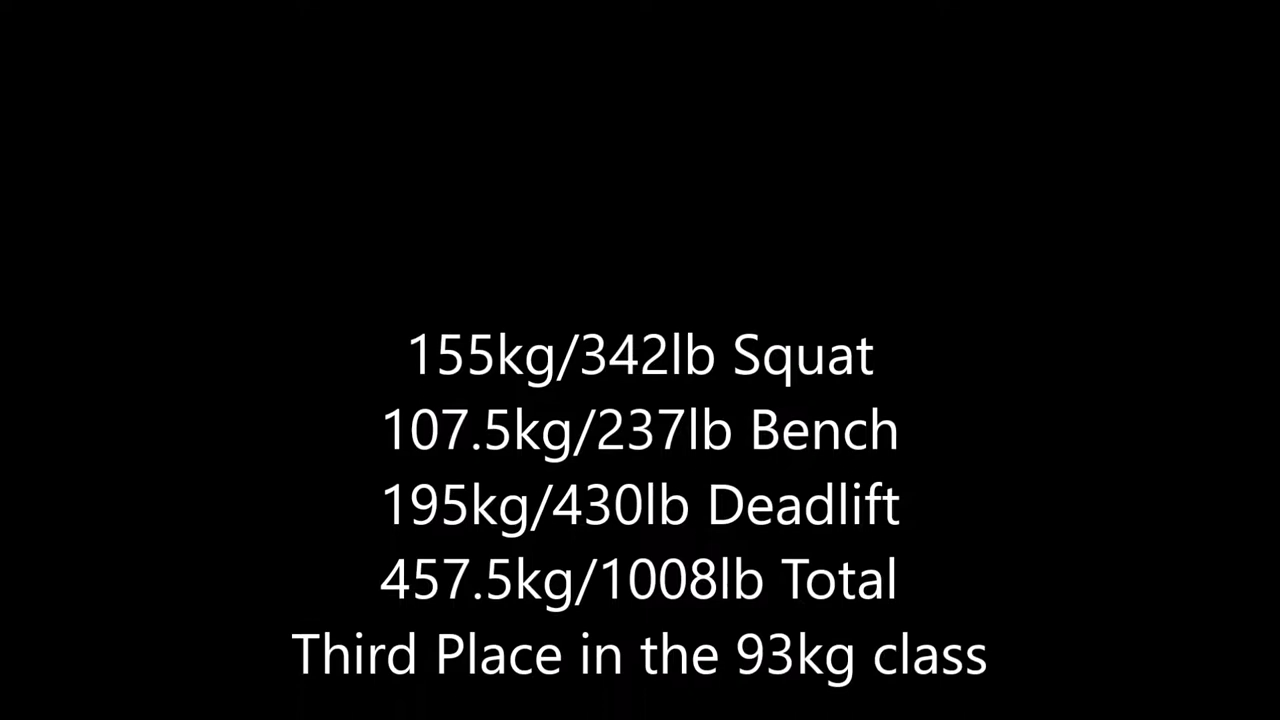 155kg/342lb Squat
107.5kg/237lb Bench
195kg/430lb Deadlift
457.5kg/1008lb Total
Third Place in the 93kg class